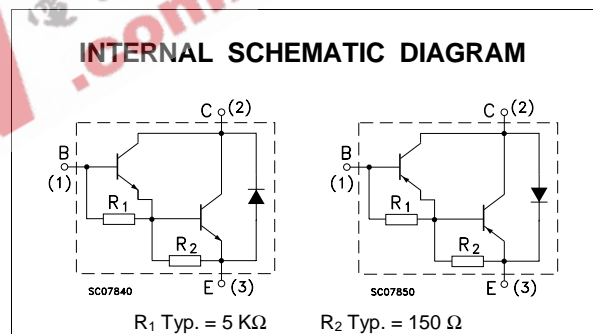 .com
INTERNAL SCHEMATIC DIAGRAM
C (2)
B
(1)
R1
R2
SC07840
E (3)
C (2)
B
(1)
R1
R2
SC07850
E (3)
R1 Typ. = 5 KΩ R2 Typ. = 150 Ω